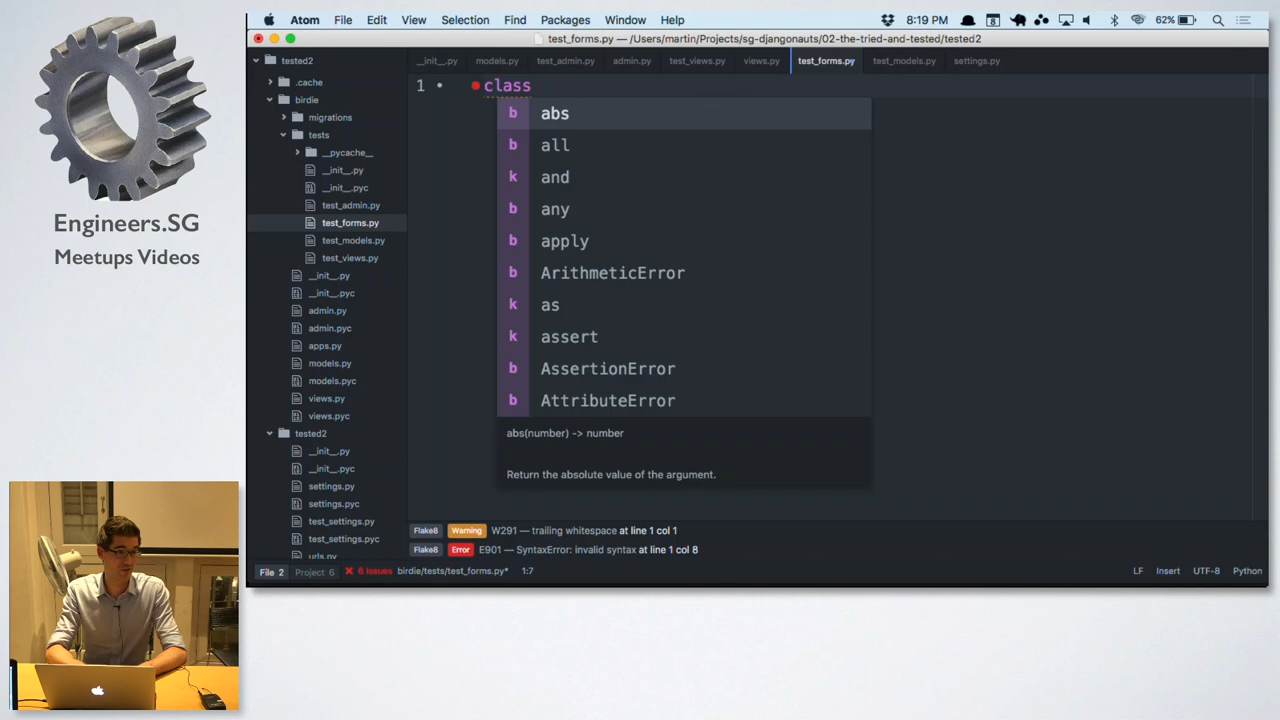 Atom File Edit View Selection Find Packages Window Help 8:19 PM 8 62%
test_forms.py — /Users/martin/Projects/sg-djangonauts/02-the-tried-and-tested/tested2
tested2
__init__.py models.py test_admin.py admin.py test_views.py views.py test_forms.py test_models.py settings.py
.cache
birdie
migrations
tests
__pycache__
__init__.py
__init__.pyc
test_admin.py
test_forms.py
test_models.py
test_views.py
__init__.py
__init__.pyc
admin.py
admin.pyc
apps.py
models.py
models.pyc
views.py
views.pyc
tested2
__init__.py
__init__.pyc
settings.py
settings.pyc
test_settings.py
test_settings.pyc
urls.py
1 • class
b abs
b all
k and
b any
b apply
b ArithmeticError
k as
k assert
b AssertionError
b AttributeError
abs(number) -> number
Return the absolute value of the argument.
Flake8 Warning W291 — trailing whitespace at line 1 col 1
Flake8 Error E901 — SyntaxError: invalid syntax at line 1 col 8
File 2 Project 6 6 Issues birdie/tests/test_forms.py* 1:7 LF Insert UTF-8 Python
Engineers.SG
Meetups Videos